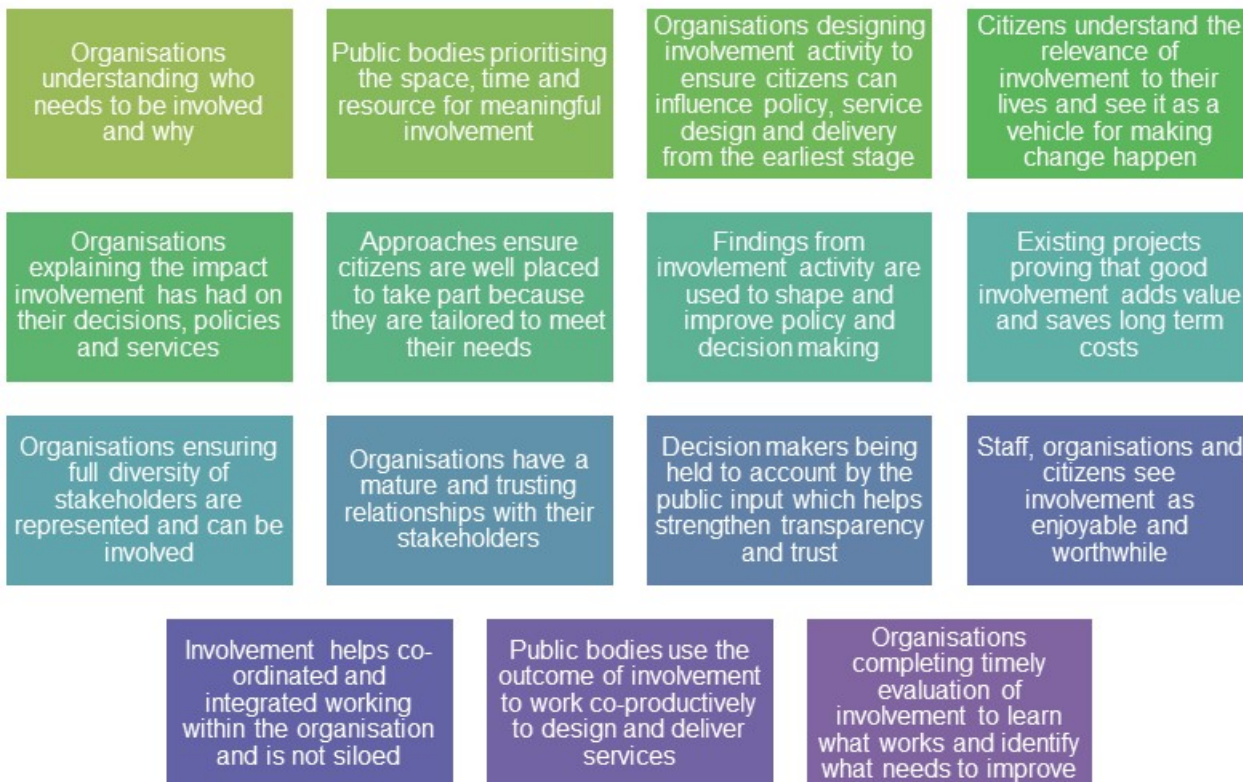 Organisations
understanding who
needs to be involved
and why
Public bodies prioritising
the space, time and
resource for meaningful
involvement
Organisations designing
involvement activity to
ensure citizens can
influence policy, service
design and delivery
from the earliest stage
Citizens understand the
relevance of
involvement to their
lives and see it as a
vehicle for making
change happen
Organisations
explaining the impact
involvement has had on
their decisions, policies
and services
Approaches ensure
citizens are well placed
to take part because
they are tailored to meet
their needs
Findings from
invovlement activity are
used to shape and
improve policy and
decision making
Existing projects
proving that good
involvement adds value
and saves long term
costs
Organisations ensuring
full diversity of
stakeholders are
represented and can be
involved
Organisations have a
mature and trusting
relationships with their
stakeholders
Decision makers being
held to account by the
public input which helps
strengthen transparency
and trust
Staff, organisations and
citizens see
involvement as
enjoyable and
worthwhile
Involvement helps co-
ordinated and
integrated working
within the organisation
and is not siloed
Public bodies use the
outcome of involvement
to work co-productively
to design and deliver
services
Organisations
completing timely
evaluation of
involvement to learn
what works and identify
what needs to improve